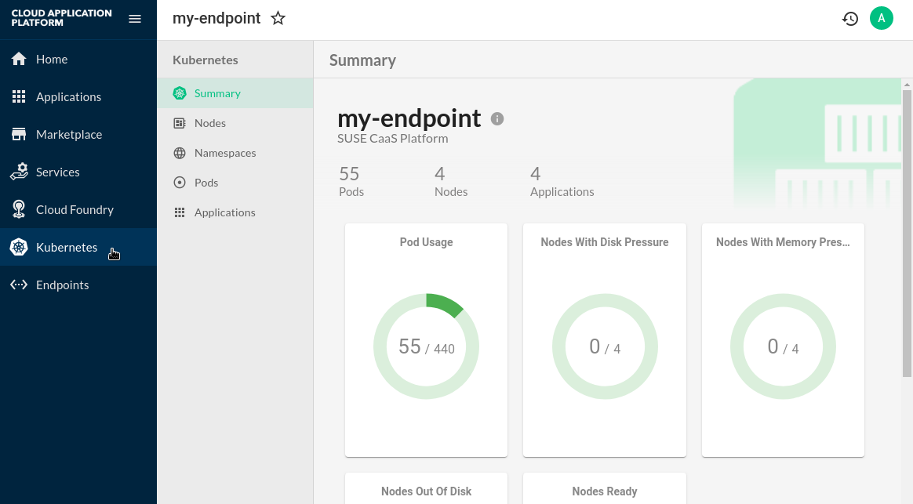 CLOUD APPLICATION
PLATFORM
my-endpoint
A
Home
Applications
Marketplace
Services
Cloud Foundry
Kubernetes
Endpoints
Kubernetes
Summary
Nodes
Namespaces
Pods
Applications
Summary
my-endpoint
SUSE CaaS Platform
55 4 4
Pods Nodes Applications
Pod Usage
55 / 440
Nodes With Disk Pressure
0 / 4
Nodes With Memory Pres...
0 / 4
Nodes Out Of Disk
Nodes Ready